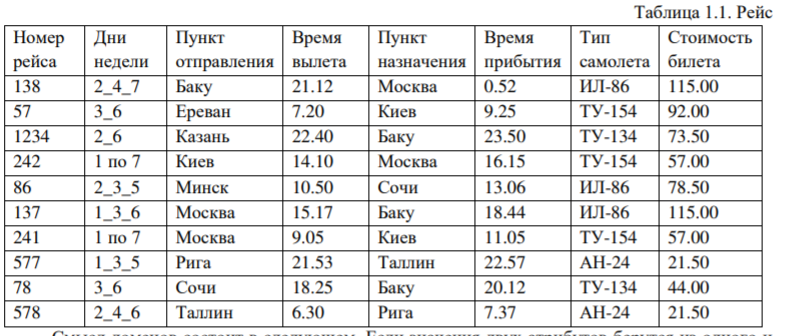 Таблица 1.1. Рейс
Номер рейса | Дни недели | Пункт отправления | Время вылета | Пункт назначения | Время прибытия | Тип самолета | Стоимость билета
138 | 2_4_7 | Баку | 21.12 | Москва | 0.52 | ИЛ-86 | 115.00
57 | 3_6 | Ереван | 7.20 | Киев | 9.25 | ТУ-154 | 92.00
1234 | 2_6 | Казань | 22.40 | Баку | 23.50 | ТУ-134 | 73.50
242 | 1 по 7 | Киев | 14.10 | Москва | 16.15 | ТУ-154 | 57.00
86 | 2_3_5 | Минск | 10.50 | Сочи | 13.06 | ИЛ-86 | 78.50
137 | 1_3_6 | Москва | 15.17 | Баку | 18.44 | ИЛ-86 | 115.00
241 | 1 по 7 | Москва | 9.05 | Киев | 11.05 | ТУ-154 | 57.00
577 | 1_3_5 | Рига | 21.53 | Таллин | 22.57 | АН-24 | 21.50
78 | 3_6 | Сочи | 18.25 | Баку | 20.12 | ТУ-134 | 44.00
578 | 2_4_6 | Таллин | 6.30 | Рига | 7.37 | АН-24 | 21.50